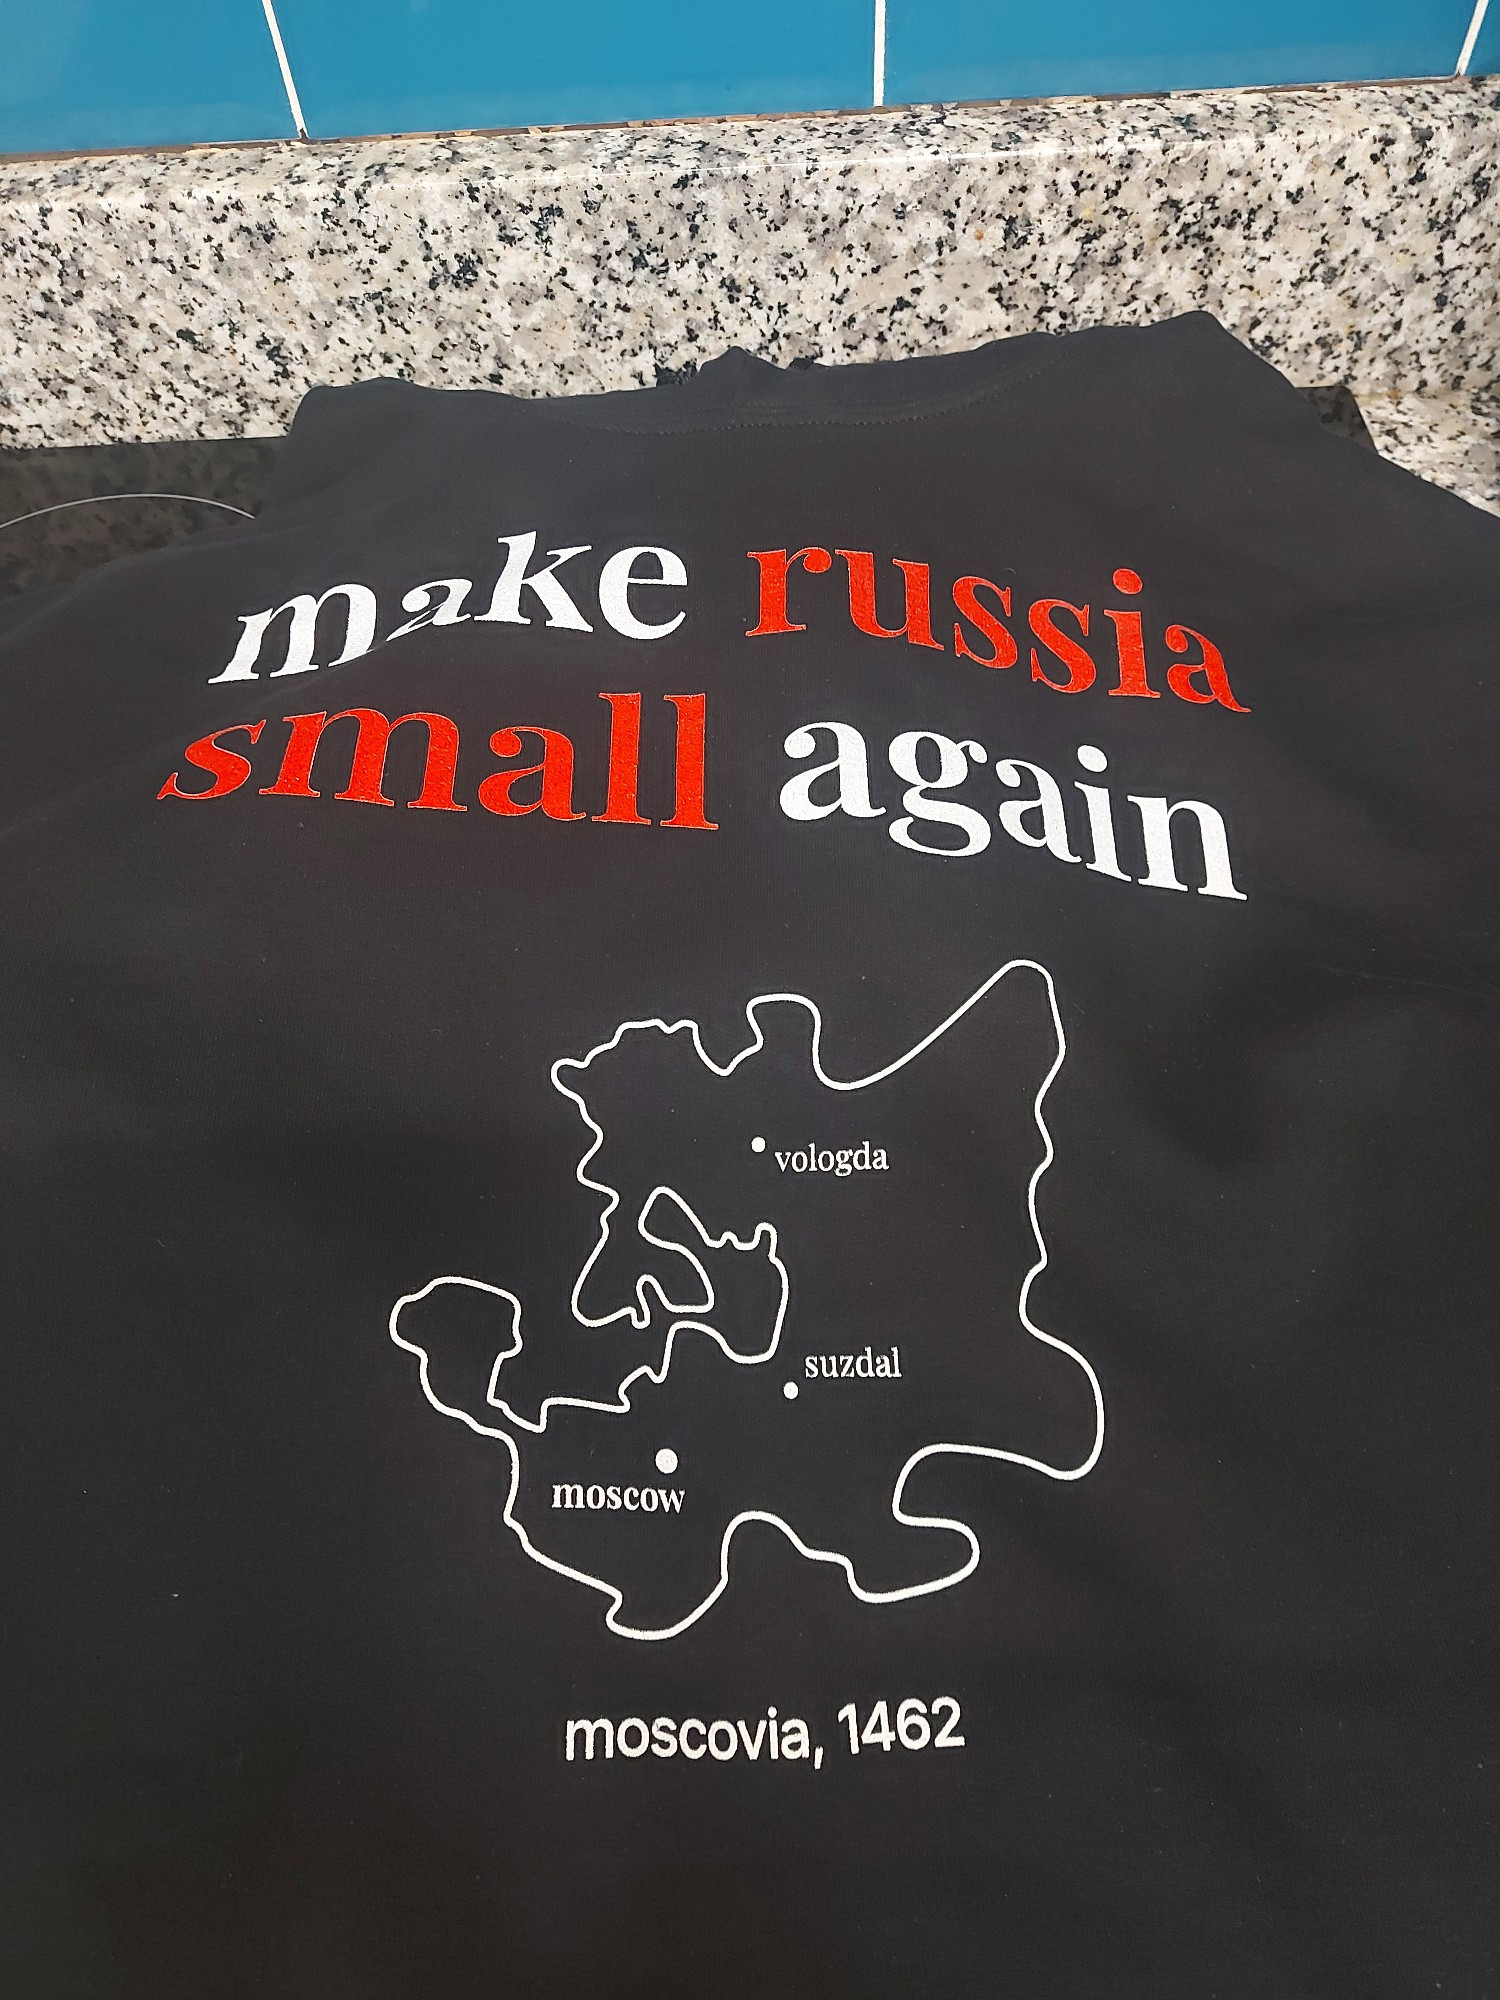 make russia
small again
vologda
suzdal
moscow
moscovia, 1462